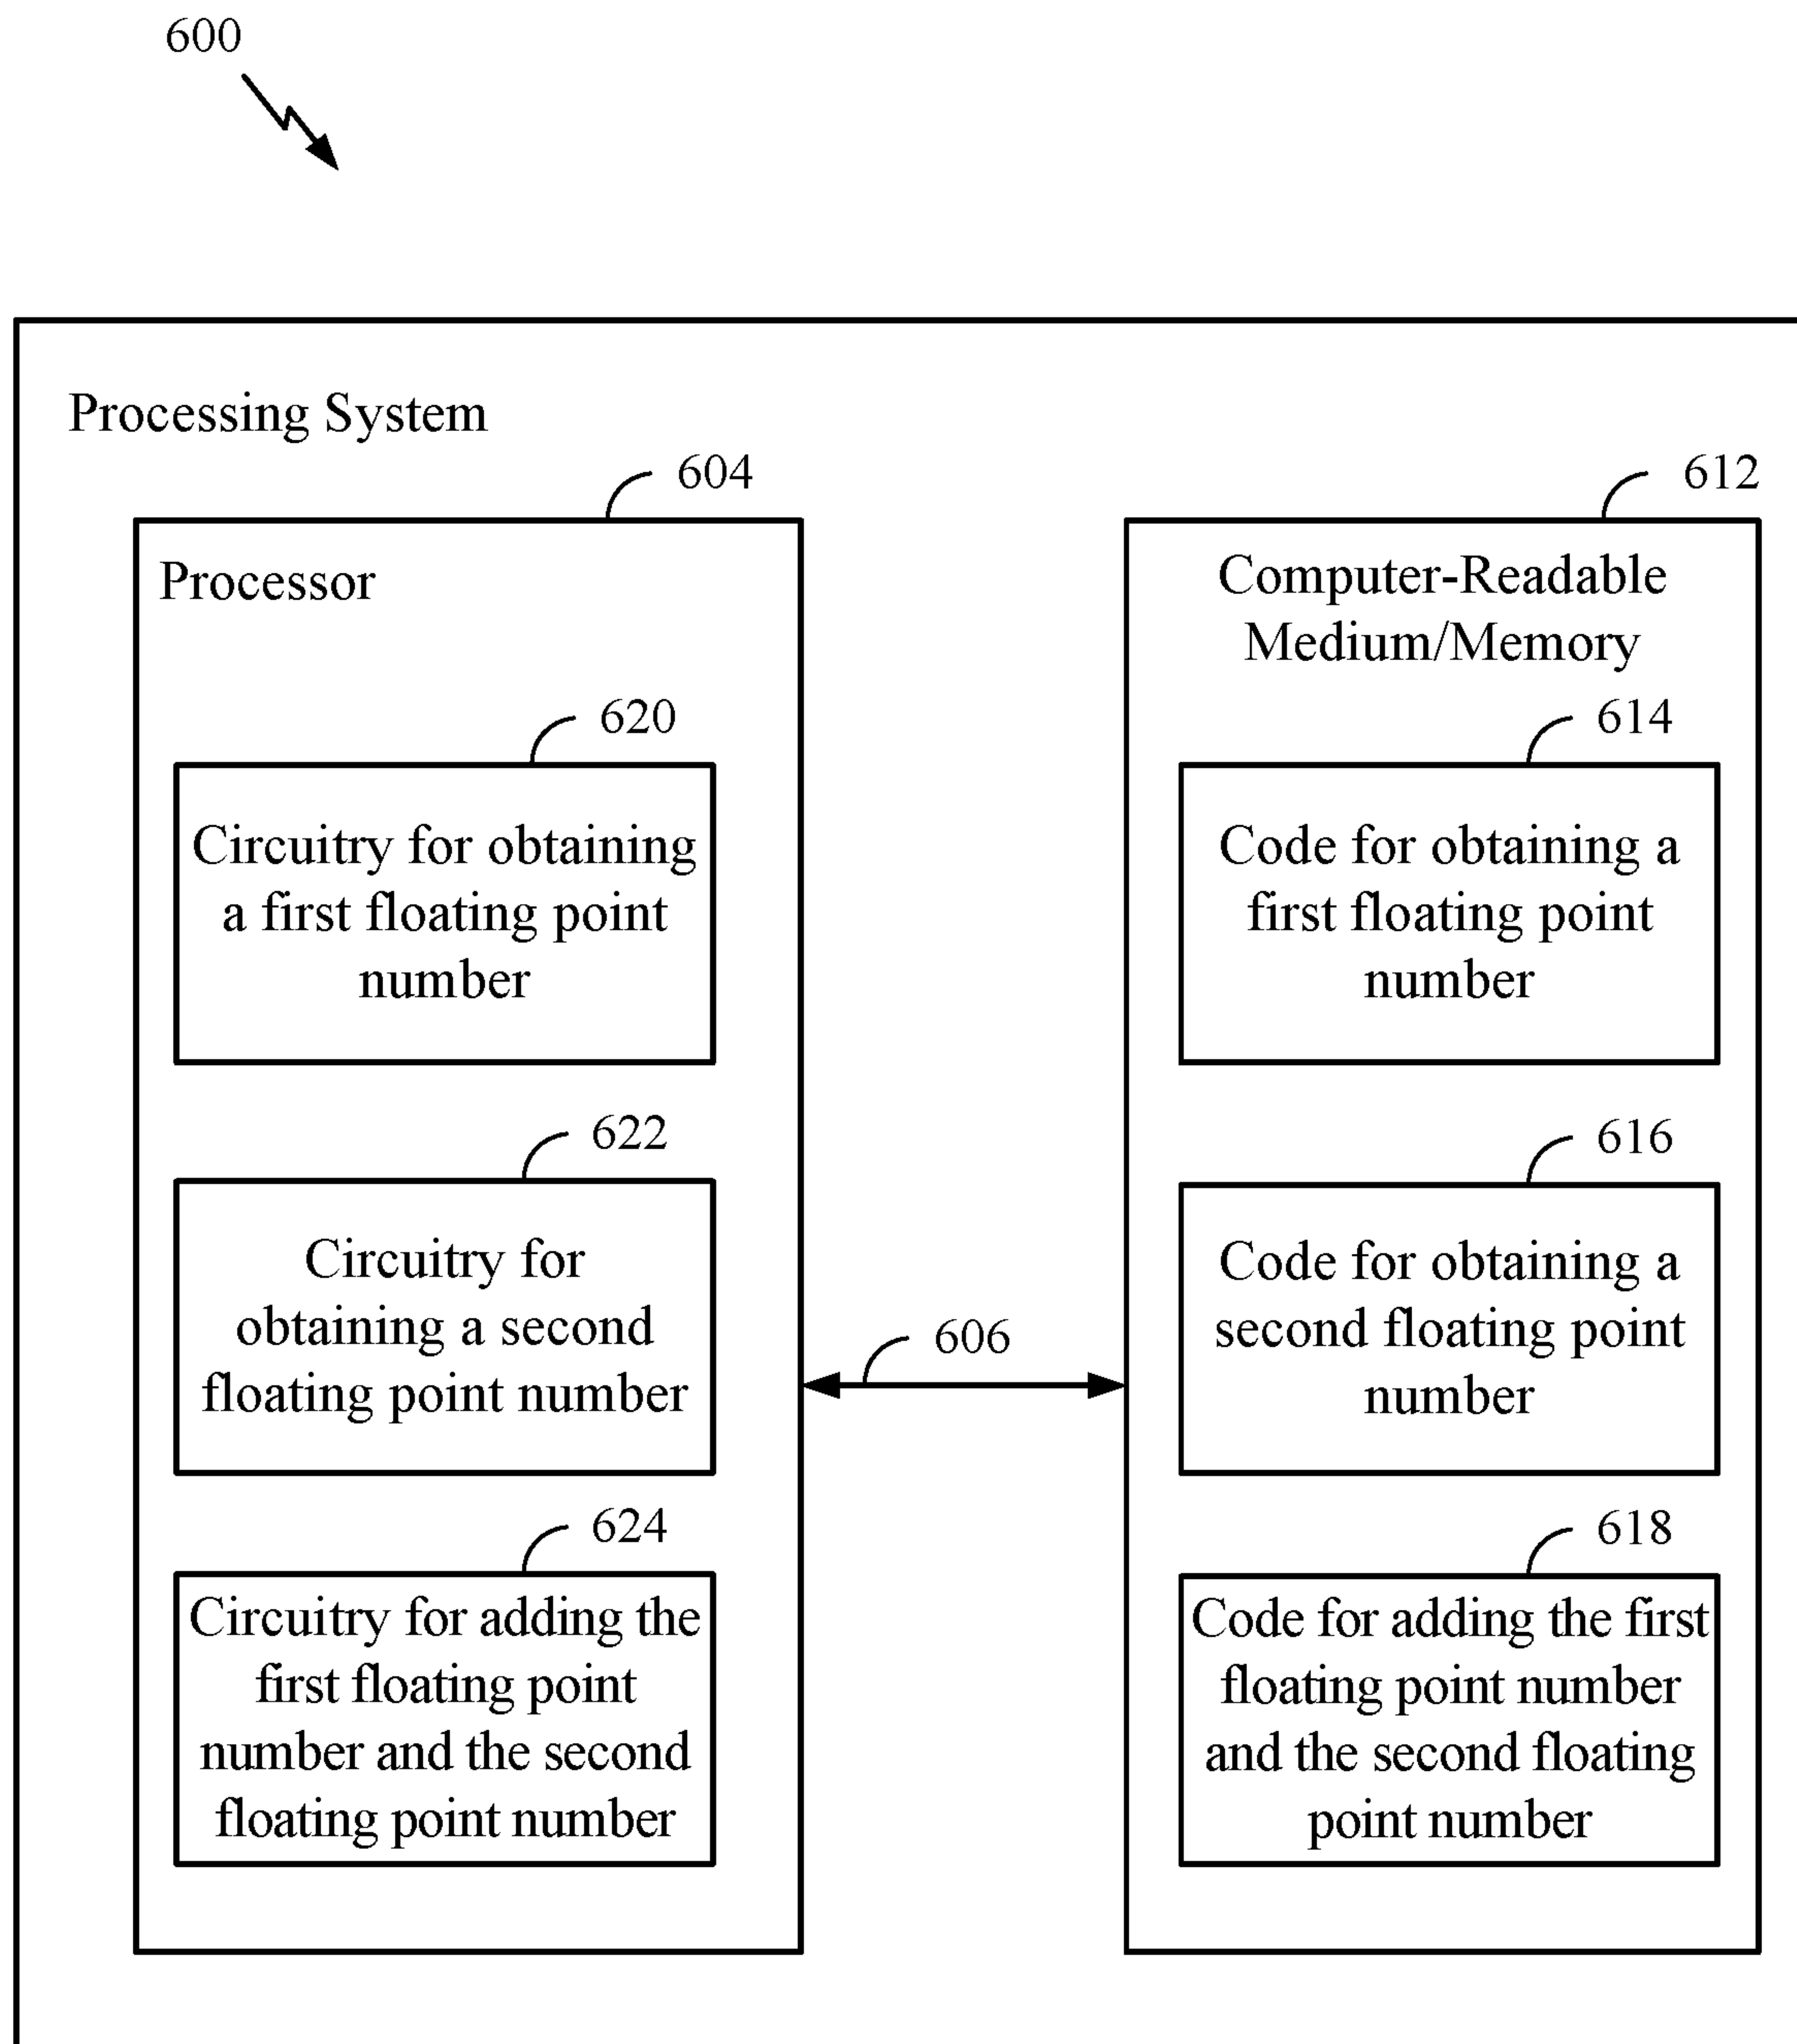 600
Processing System
604
Processor
620
Circuitry for obtaining
a first floating point
number
622
Circuitry for
obtaining a second
floating point number
624
Circuitry for adding the
first floating point
number and the second
floating point number
606
612
Computer-Readable
Medium/Memory
614
Code for obtaining a
first floating point
number
616
Code for obtaining a
second floating point
number
618
Code for adding the first
floating point number
and the second floating
point number